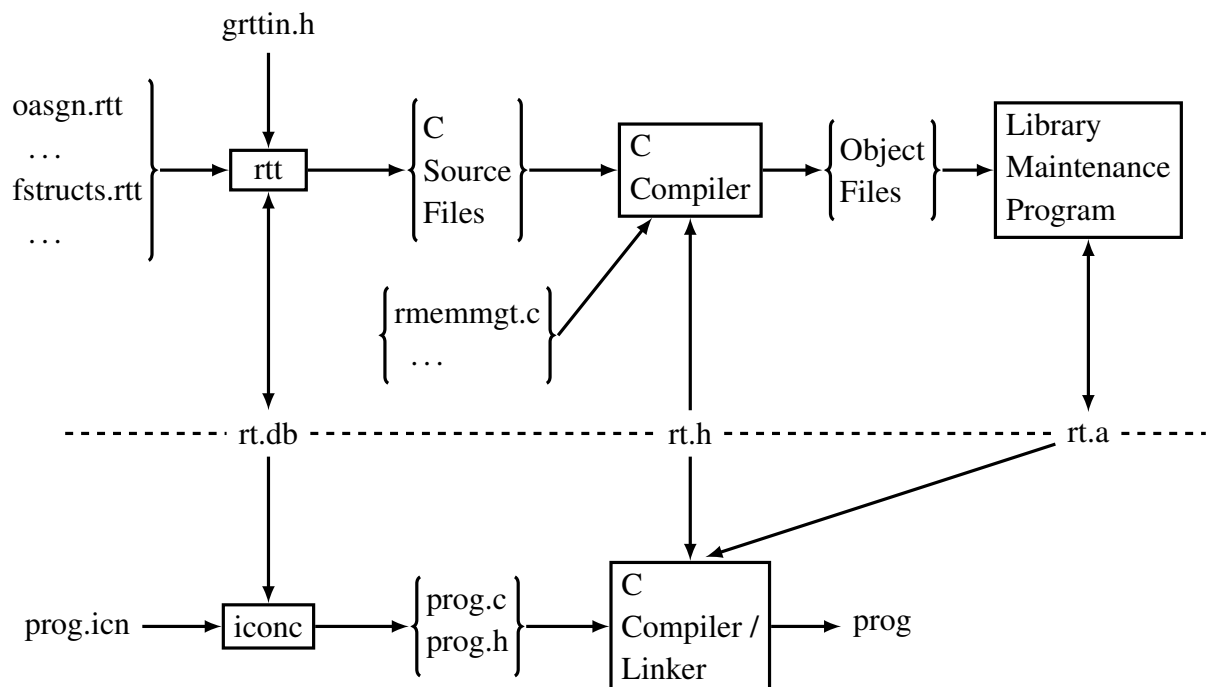 grttin.h
oasgn.rtt
...
fstructs.rtt
...
rtt
C
Source
Files
C
Compiler
Object
Files
Library
Maintenance
Program
rmemmgt.c
...
rt.db
rt.h
rt.a
prog.icn
iconc
prog.c
prog.h
C
Compiler /
Linker
prog